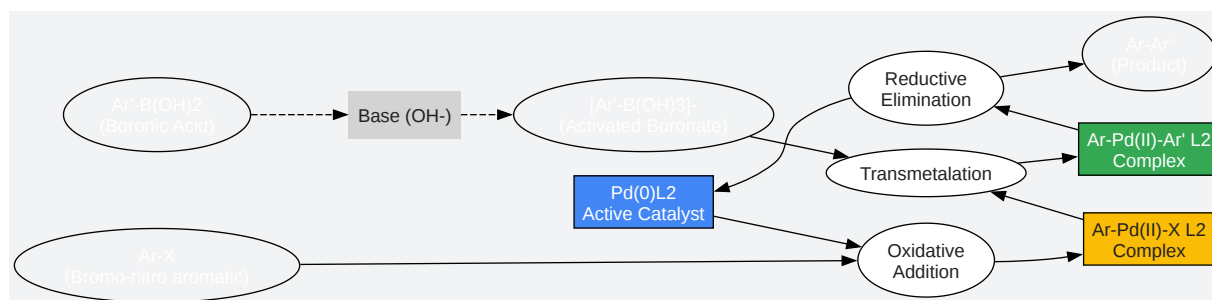 Ar'-B(OH)2
(Boronic Acid)
Base (OH-)
[Ar'-B(OH)3]-
(Activated Boronate)
Reductive
Elimination
Ar-Ar'
(Product)
Ar-Pd(II)-Ar' L2
Complex
Transmetalation
Pd(0)L2
Active Catalyst
Ar-X
(Bromo-nitro aromatic)
Oxidative
Addition
Ar-Pd(II)-X L2
Complex